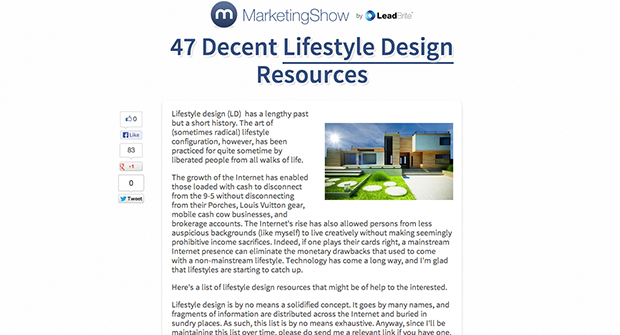 MarketingShow by LeadBrite
47 Decent Lifestyle Design
Resources
0
Like
83
+1
0
Tweet
Lifestyle design (LD) has a lengthy past
but a short history. The art of
(sometimes radical) lifestyle
configuration, however, has been
practiced for quite sometime by
liberated people from all walks of life.
The growth of the Internet has enabled
those loaded with cash to disconnect
from the 9-5 without disconnecting
from their Porches, Louis Vuitton gear,
mobile cash cow businesses, and
brokerage accounts. The Internet's rise has also allowed persons from less
auspicious backgrounds (like myself) to live creatively without making seemingly
prohibitive income sacrifices. Indeed, if one plays their cards right, a mainstream
Internet presence can eliminate the monetary drawbacks that used to come
with a non-mainstream lifestyle. Technology has come a long way, and I'm glad
that lifestyles are starting to catch up.
Here's a list of lifestyle design resources that might be of help to the interested.
Lifestyle design is by no means a solidified concept. It goes by many names, and
fragments of information are distributed across the Internet and buried in
sundry places. As such, this list is by no means exhaustive. Anyway, since I'll be
maintaining this list over time, please do send me a relevant link if you have one.